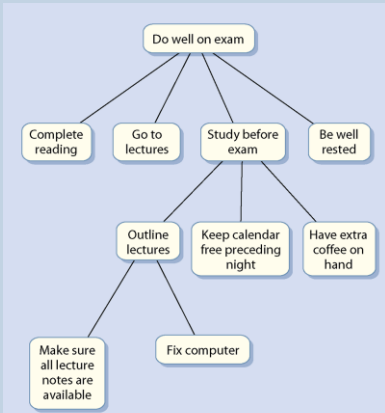 Do well on exam
Complete
reading
Go to
lectures
Study before
exam
Be well
rested
Outline
lectures
Keep calendar
free preceding
night
Have extra
coffee on
hand
Make sure
all lecture
notes are
available
Fix computer